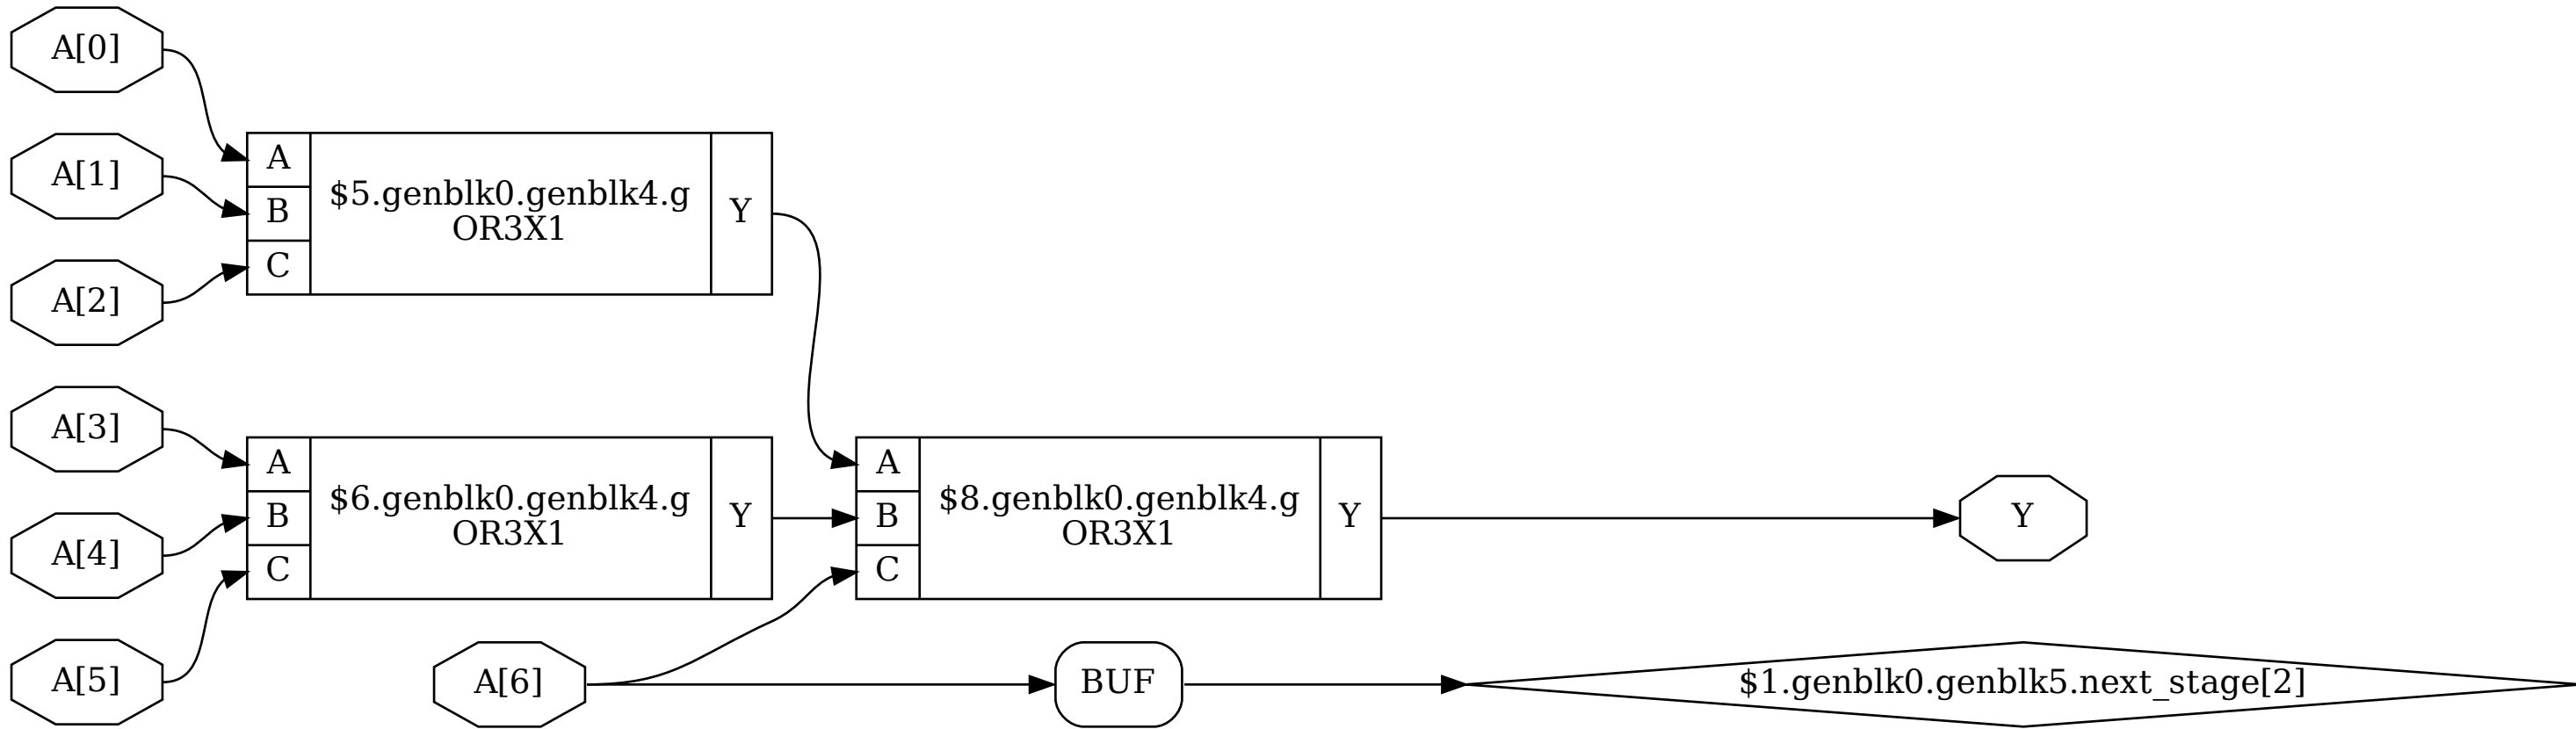 A[0]
A[1]
A[2]
A
B
C
$5.genblk0.genblk4.g
OR3X1
Y
A[3]
A[4]
A[5]
A
B
C
$6.genblk0.genblk4.g
OR3X1
Y
A
B
C
$8.genblk0.genblk4.g
OR3X1
Y
Y
A[6]
BUF
$1.genblk0.genblk5.next_stage[2]